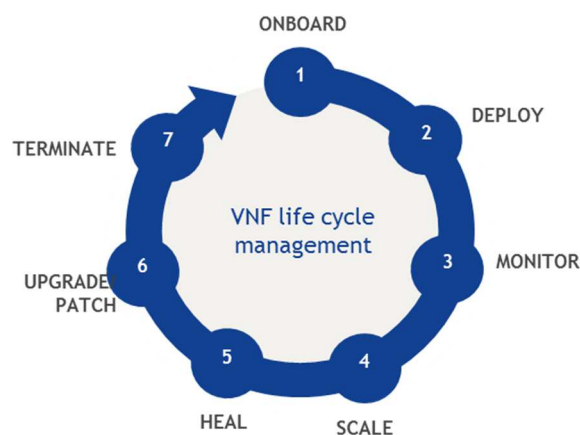 ONBOARD
1
2
DEPLOY
3
MONITOR
4
SCALE
5
HEAL
6
UPGRADE/
PATCH
7
TERMINATE
VNF life cycle
management